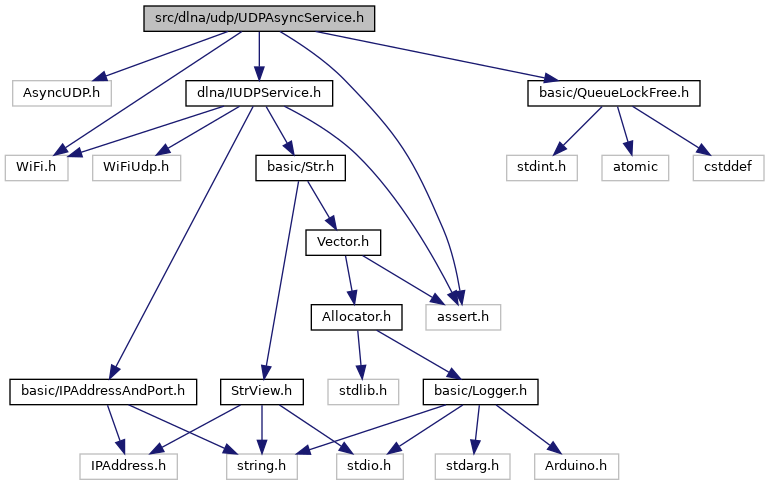 src/dlna/udp/UDPAsyncService.h
AsyncUDP.h
dlna/IUDPService.h
basic/QueueLockFree.h
WiFi.h
WiFiUdp.h
basic/Str.h
stdint.h
atomic
cstddef
Vector.h
Allocator.h
assert.h
basic/IPAddressAndPort.h
StrView.h
stdlib.h
basic/Logger.h
IPAddress.h
string.h
stdio.h
stdarg.h
Arduino.h